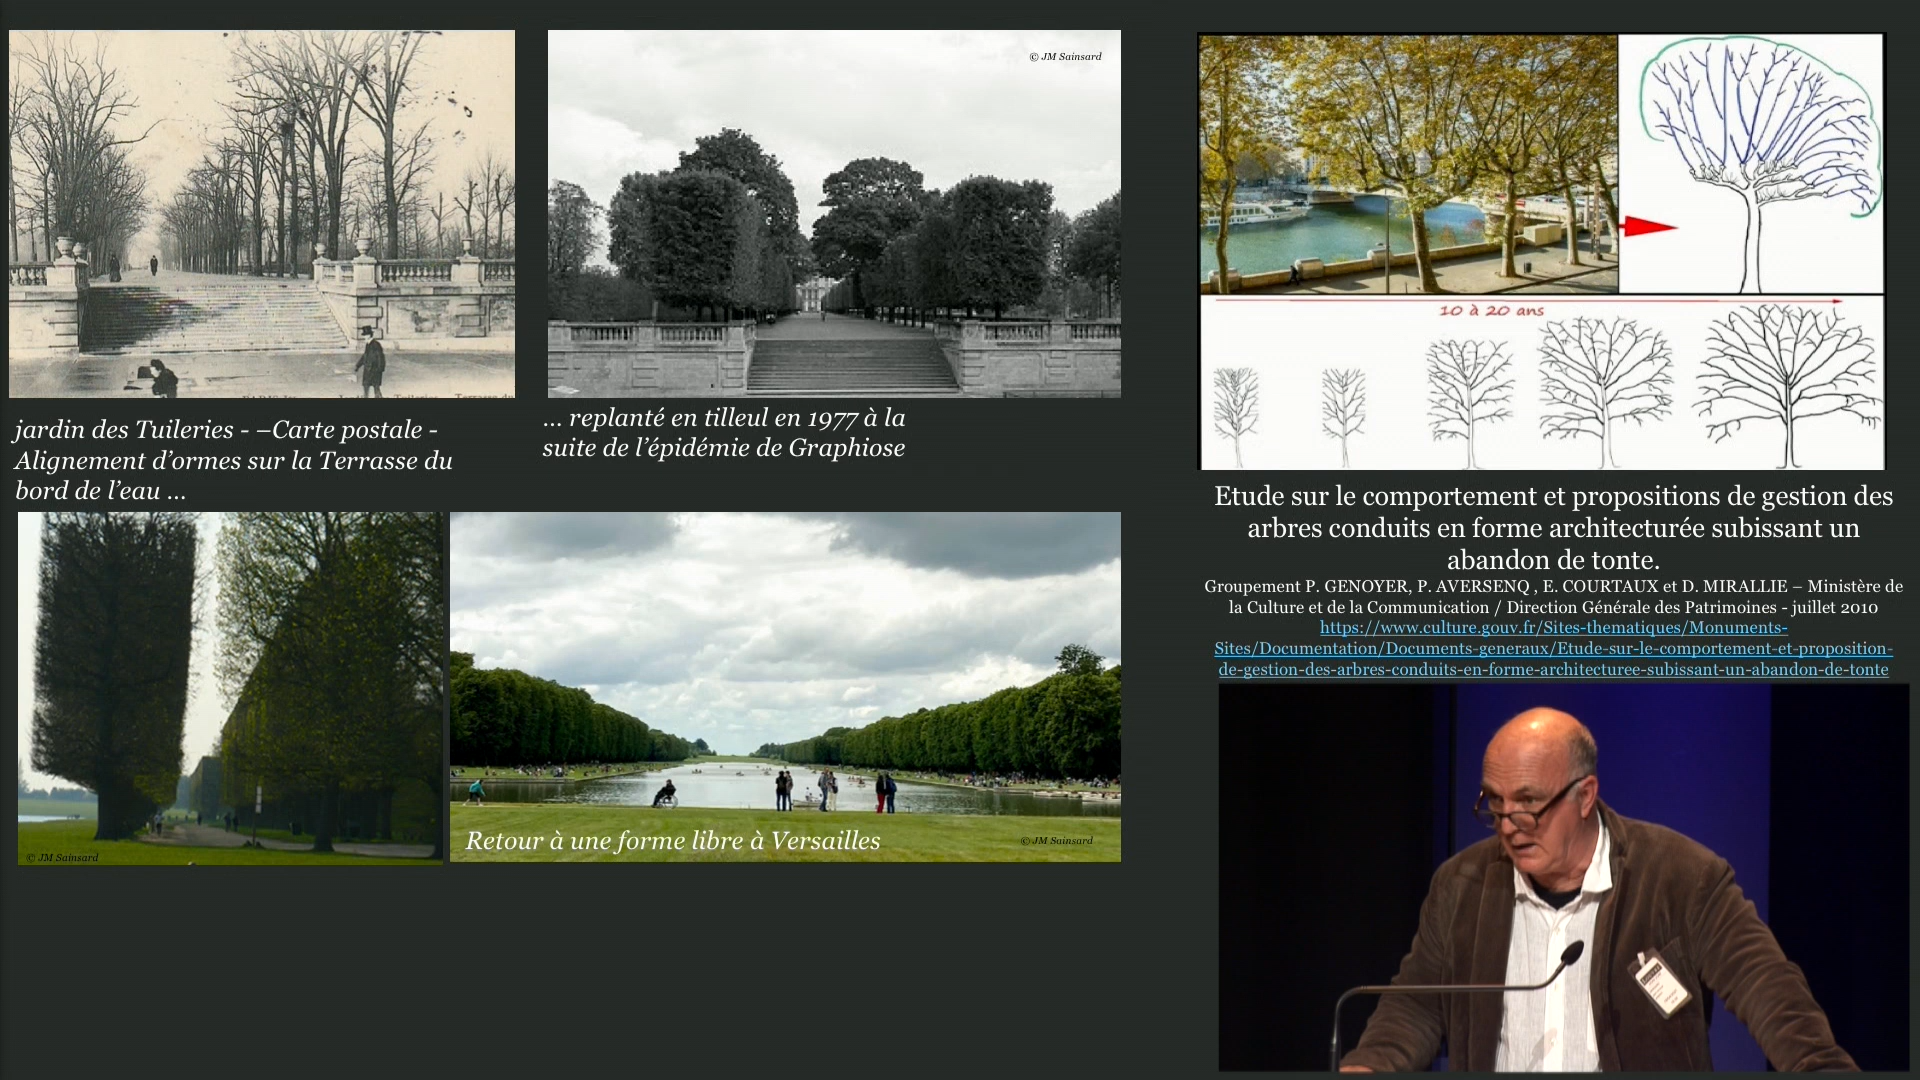 © JM Sainsard
jardin des Tuileries - –Carte postale -
Alignement d’ormes sur la Terrasse du
bord de l’eau ...
... replanté en tilleul en 1977 à la
suite de l’épidémie de Graphiose
© JM Sainsard
Retour à une forme libre à Versailles
© JM Sainsard
10 à 20 ans
Etude sur le comportement et propositions de gestion des
arbres conduits en forme architecturée subissant un
abandon de tonte.
Groupement P. GENOYER, P. AVERSENQ , E. COURTAUX et D. MIRALLIE – Ministère de
la Culture et de la Communication / Direction Générale des Patrimoines - juillet 2010
https://www.culture.gouv.fr/Sites-thematiques/Monuments-
Sites/Documentation/Documents-generaux/Etude-sur-le-comportement-et-proposition-
de-gestion-des-arbres-conduits-en-forme-architecturee-subissant-un-abandon-de-tonte